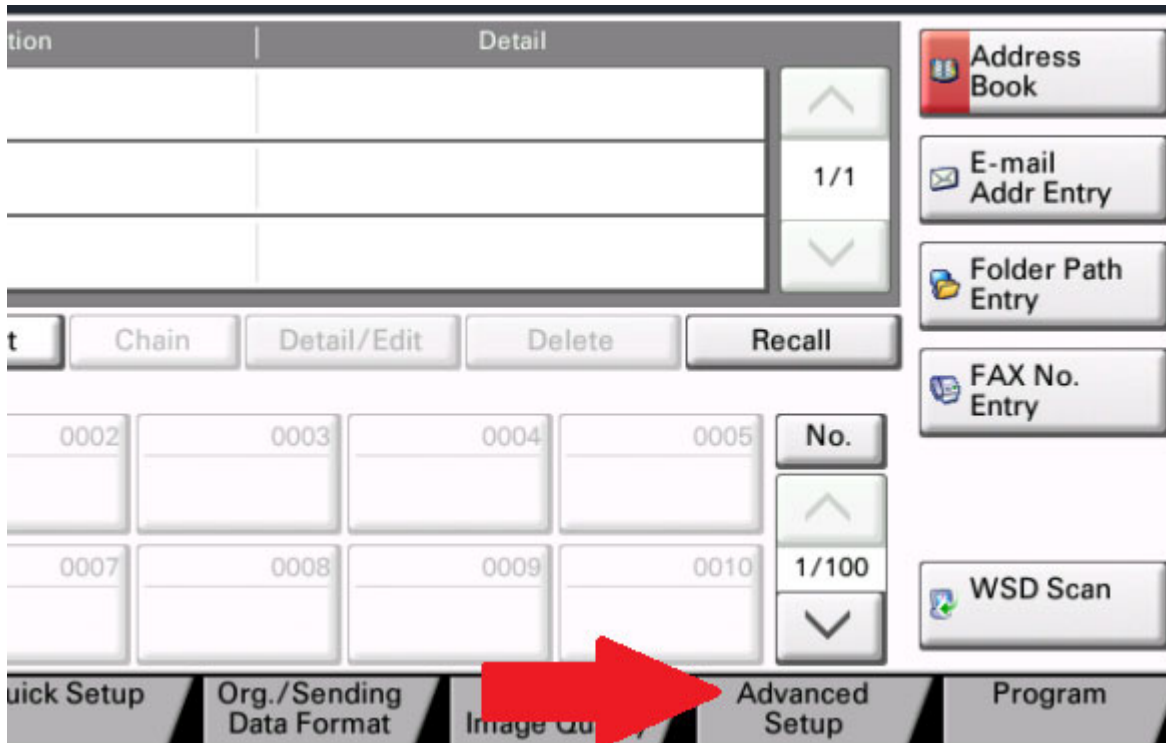 tion
Detail
Address
Book
1/1
E-mail
Addr Entry
Folder Path
Entry
t
Chain
Detail/Edit
Delete
Recall
FAX No.
Entry
0002
0003
0004
0005
No.
0007
0008
0009
0010
1/100
WSD Scan
uick Setup
Org./Sending
Data Format
Image
Advanced
Setup
Program